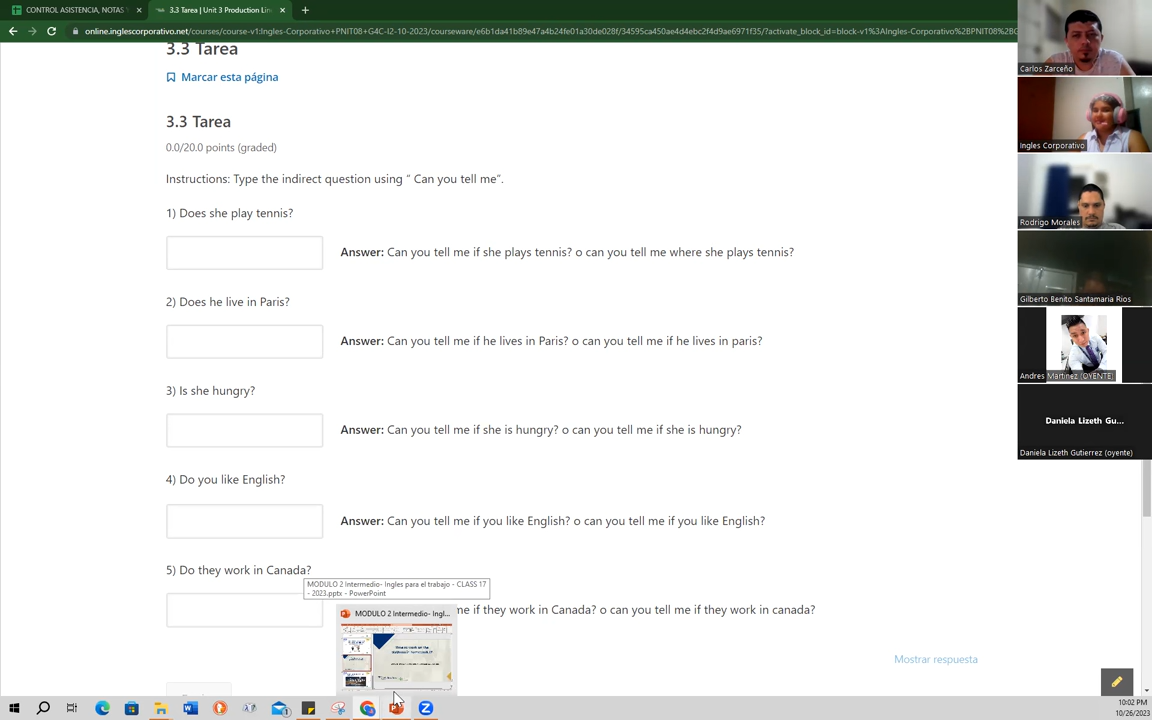 CONTROL ASISTENCIA, NOTAS Y
3.3 Tarea | Unit 3 Production Line
online.inglescorporativo.net/courses/course-v1:Ingles-Corporativo+PNIT08+G4C-I2-10-2023/courseware/e6b1da41b89e47a4b24fe01a30de028f/34595ca450ae4d4ebc2f4d9ae6971f35/?activate_block_id=block-v1%3AIngles-Corporativo%2BPNIT08%2BG
3.3 Tarea
Marcar esta página
3.3 Tarea
0.0/20.0 points (graded)
Instructions: Type the indirect question using “ Can you tell me”.
1) Does she play tennis?
Answer: Can you tell me if she plays tennis? o can you tell me where she plays tennis?
2) Does he live in Paris?
Answer: Can you tell me if he lives in Paris? o can you tell me if he lives in paris?
3) Is she hungry?
Answer: Can you tell me if she is hungry? o can you tell me if she is hungry?
4) Do you like English?
Answer: Can you tell me if you like English? o can you tell me if you like English?
5) Do they work in Canada?
me if they work in Canada? o can you tell me if they work in canada?
MODULO 2 Intermedio- Ingles para el trabajo - CLASS 17
- 2023.pptx - PowerPoint
MODULO 2 Intermedio- Ingl...
Mostrar respuesta
Carlos Zarceño
Ingles Corporativo
Rodrigo Morales
Gilberto Benito Santamaria Rios
Andres Martinez (OYENTE)
Daniela Lizeth Gu...
Daniela Lizeth Gutierrez (oyente)
10:02 PM
10/26/2023